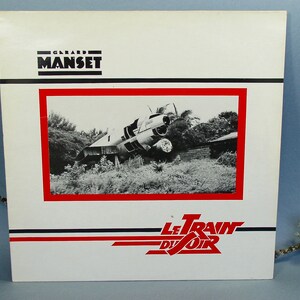 GERARD
MANSET
LE TRAIN
DU SOIR